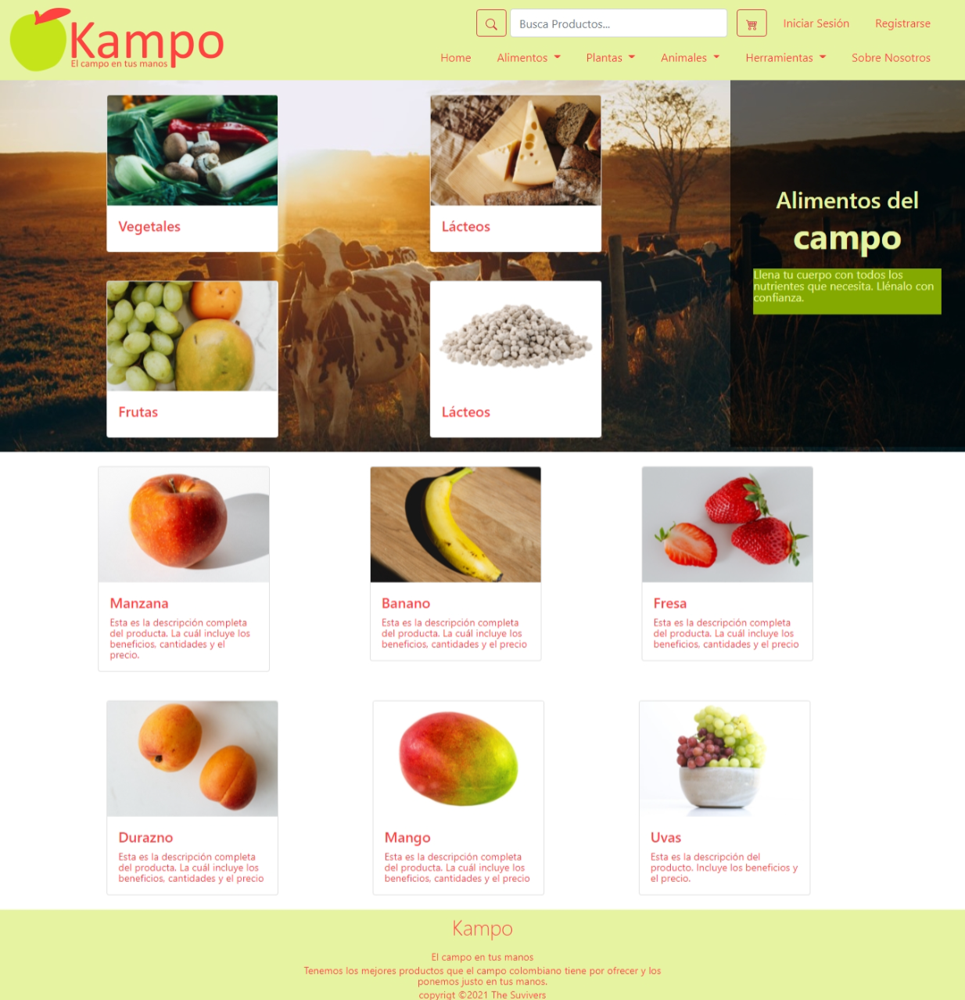 Kampo
El campo en tus manos
Busca Productos...
Iniciar Sesión
Registrarse
Home
Alimentos
Plantas
Animales
Herramientas
Sobre Nosotros
Vegetales
Lácteos
Alimentos del
campo
Llena tu cuerpo con todos los
nutrientes que necesita. Llénalo con
confianza.
Frutas
Lácteos
Manzana
Esta es la descripción completa
del producta. La cuál incluye los
beneficios, cantidades y el
precio.
Banano
Esta es la descripción completa
del producta. La cuál incluye los
beneficios, cantidades y el precio
Fresa
Esta es la descripción completa
del producta. La cuál incluye los
beneficios, cantidades y el precio
Durazno
Esta es la descripción completa
del producta. La cuál incluye los
beneficios, cantidades y el precio
Mango
Esta es la descripción completa
del producta. La cuál incluye los
beneficios, cantidades y el precio
Uvas
Esta es la descripción del
producto. Incluye los beneficios y
el precio.
Kampo
El campo en tus manos
Tenemos los mejores productos que el campo colombiano tiene por ofrecer y los
ponemos justo en tus manos.
copyrigt ©2021 The Suvivers